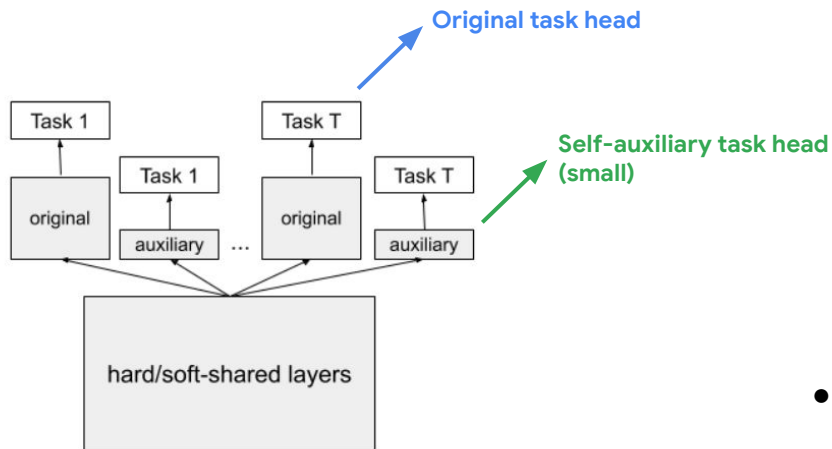 Original task head
Task 1
Task T
Self-auxiliary task head
(small)
Task 1
Task T
original
original
auxiliary
...
auxiliary
hard/soft-shared layers
•